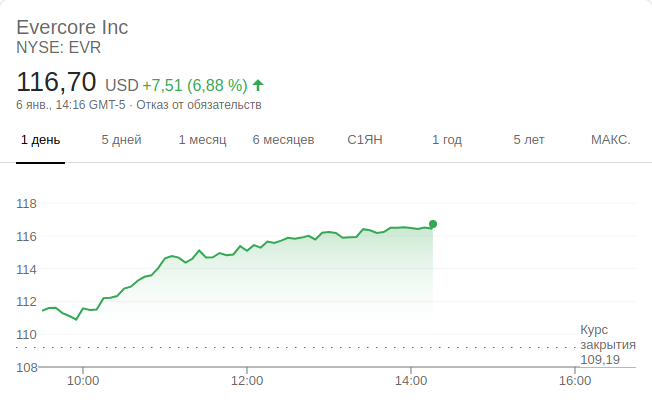 Evercore Inc
NYSE: EVR
116,70 USD +7,51 (6,88 %)
6 янв., 14:16 GMT-5 · Отказ от обязательств
1 день 5 дней 1 месяц 6 месяцев С1ЯН 1 год 5 лет МАКС.
118
116
114
112
110
108
Курс
закрытия
109,19
10:00 12:00 14:00 16:00